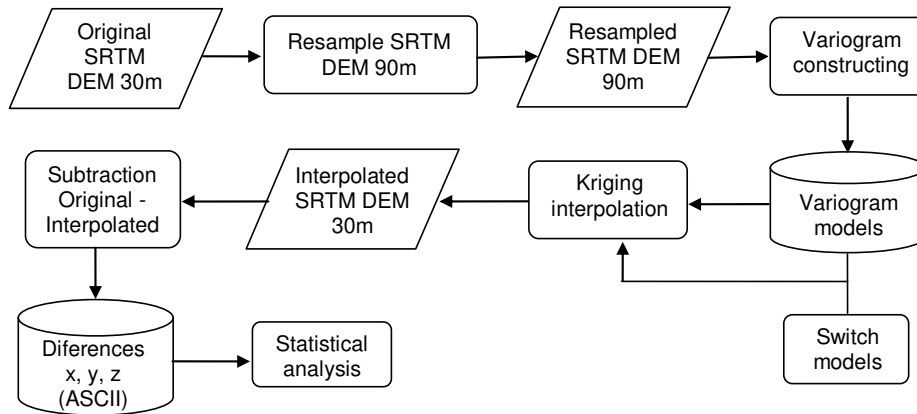 Original
SRTM
DEM 30m
Resample SRTM
DEM 90m
Resampled
SRTM DEM
90m
Variogram
constructing
Subtraction
Original -
Interpolated
Interpolated
SRTM DEM
30m
Kriging
interpolation
Variogram
models
Diferences
x, y, z
(ASCII)
Statistical
analysis
Switch
models